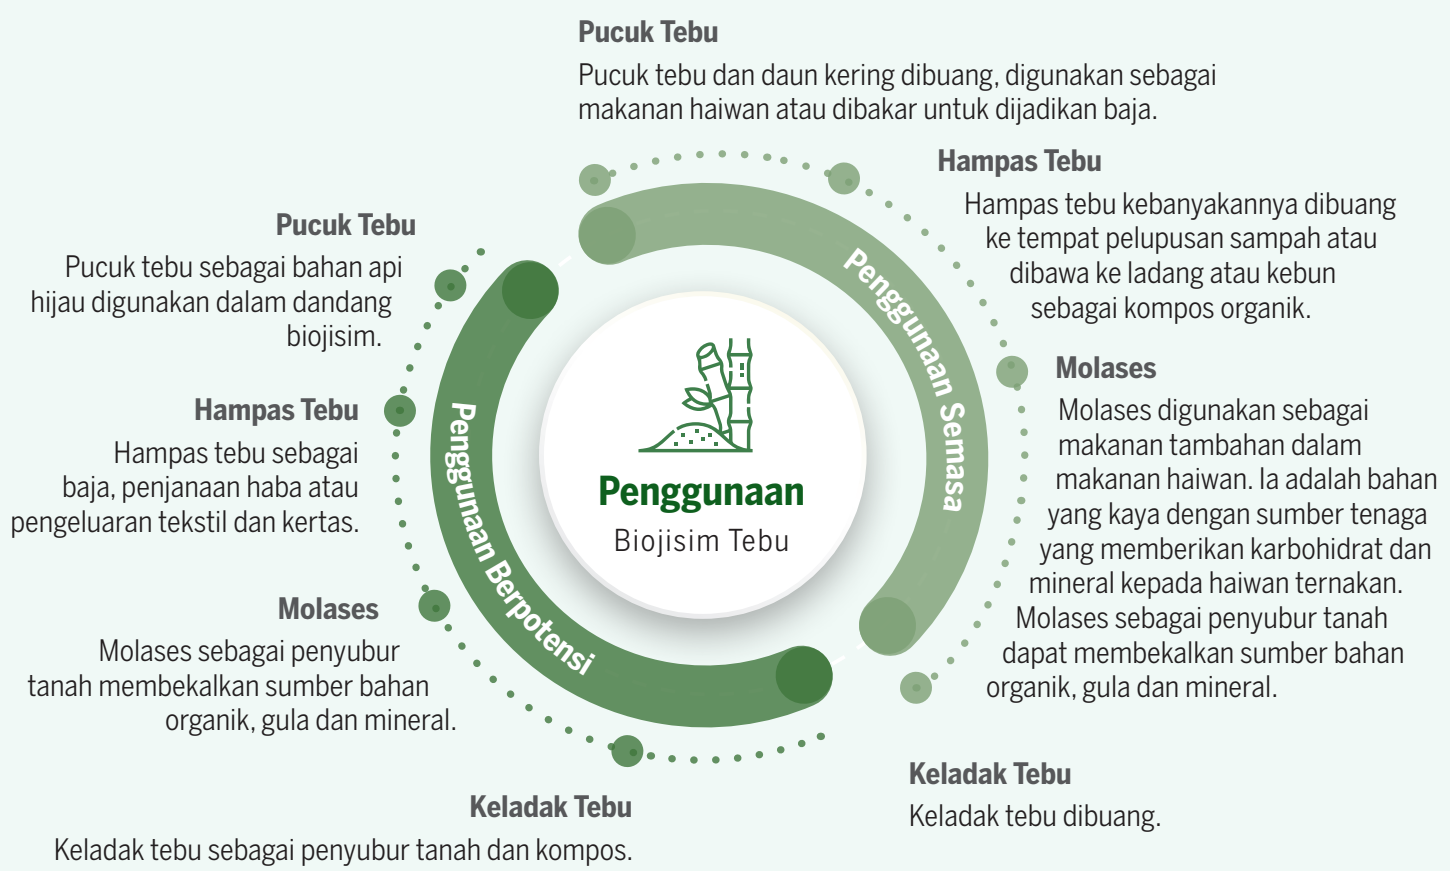 Pucuk Tebu
Pucuk tebu dan daun kering dibuang, digunakan sebagai
makanan haiwan atau dibakar untuk dijadikan baja.
Hampas Tebu
Hampas tebu kebanyakannya dibuang
ke tempat pelupusan sampah atau
dibawa ke ladang atau kebun
sebagai kompos organik.
Molases
Molases digunakan sebagai
makanan tambahan dalam
makanan haiwan. Ia adalah bahan
yang kaya dengan sumber tenaga
yang memberikan karbohidrat dan
mineral kepada haiwan ternakan.
Molases sebagai penyubur tanah
dapat membekalkan sumber bahan
organik, gula dan mineral.
Keladak Tebu
Keladak tebu dibuang.
Penggunaan Semasa
Penggunaan
Biojisim Tebu
Penggunaan Berpotensi
Pucuk Tebu
Pucuk tebu sebagai bahan api
hijau digunakan dalam dandang
biojisim.
Hampas Tebu
Hampas tebu sebagai
baja, penjanaan haba atau
pengeluaran tekstil dan kertas.
Molases
Molases sebagai penyubur
tanah membekalkan sumber bahan
organik, gula dan mineral.
Keladak Tebu
Keladak tebu sebagai penyubur tanah dan kompos.